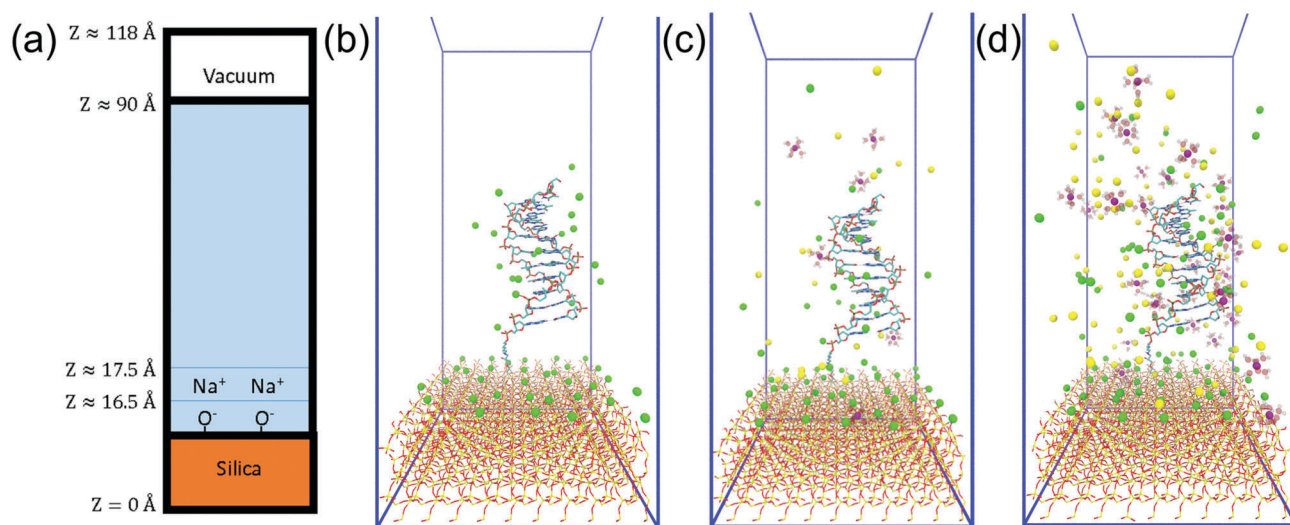 (a)
Z ≈ 118 Å
Vacuum
Z ≈ 90 Å
Z ≈ 17.5 Å
Na⁺ Na⁺
Z ≈ 16.5 Å
O⁻ O⁻
Silica
Z = 0 Å
(b)
(c)
(d)